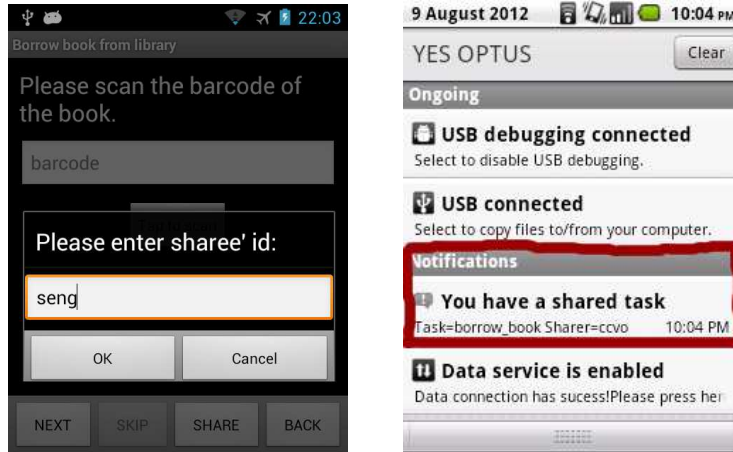 22:03
Borrow book from library
Please scan the barcode of
the book.
barcode
Please enter sharee' id:
seng
OK
Cancel
NEXT
SKIP
SHARE
BACK
9 August 2012
10:04 PM
YES OPTUS
Clear
Ongoing
USB debugging connected
Select to disable USB debugging.
USB connected
Select to copy files to/from your computer.
Notifications
You have a shared task
Task=borrow_book Sharer=ccvo
10:04 PM
Data service is enabled
Data connection has sucess!Please press her